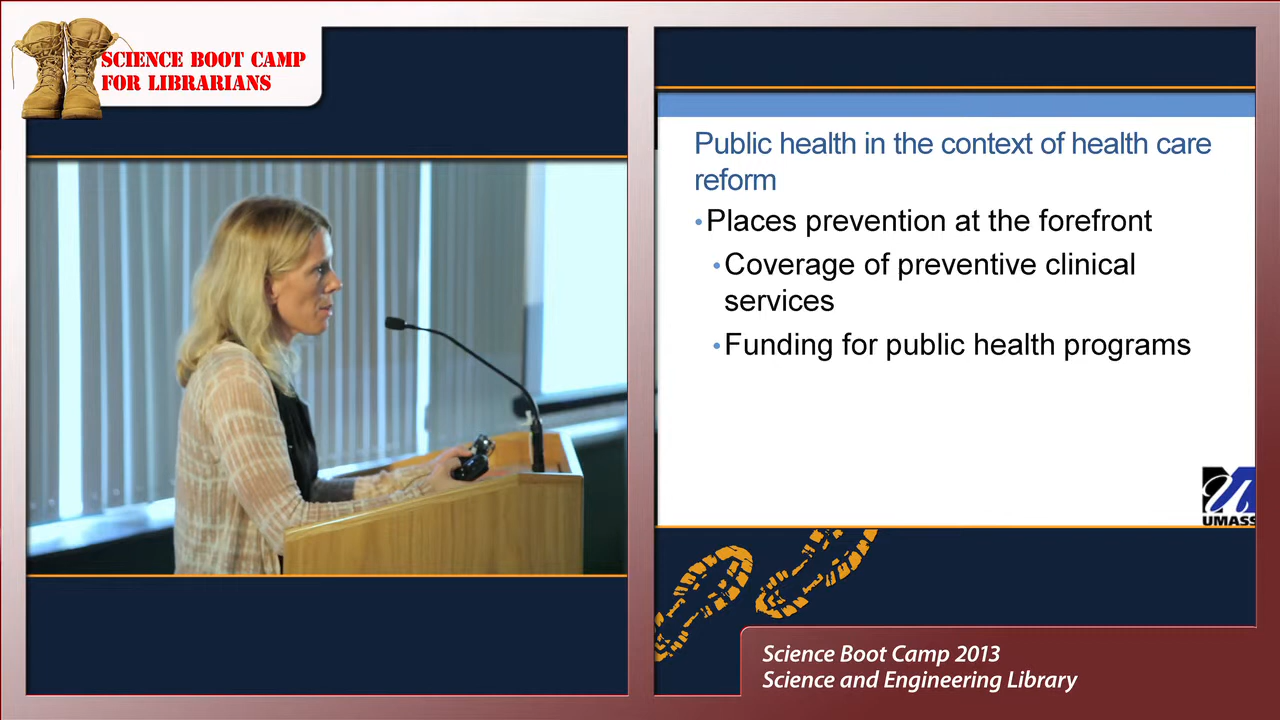 SCIENCE BOOT CAMP
FOR LIBRARIANS
Public health in the context of health care
reform
•Places prevention at the forefront
•Coverage of preventive clinical
services
•Funding for public health programs
UMASS
Science Boot Camp 2013
Science and Engineering Library